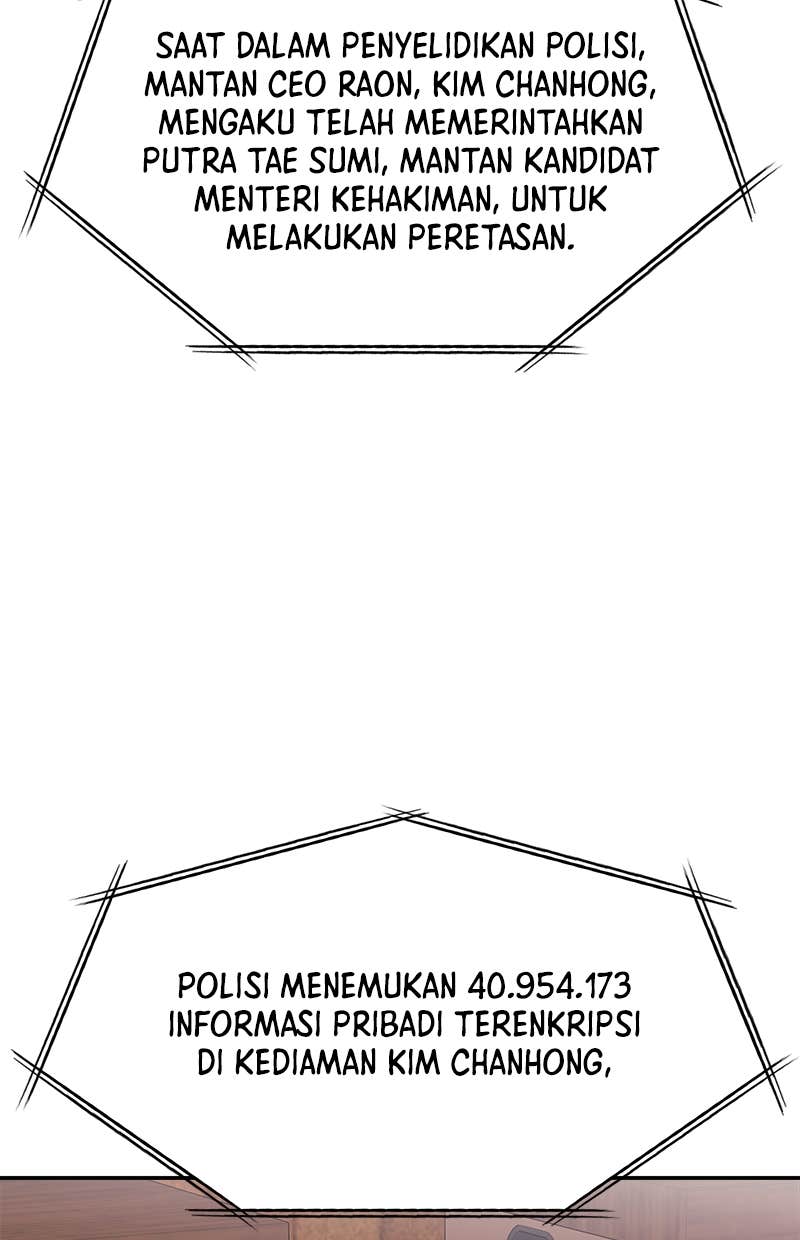 SAAT DALAM PENYELIDIKAN POLISI,
MANTAN CEO RAON, KIM CHANHONG,
MENGAKU TELAH MEMERINTAHKAN
PUTRA TAE SUMI, MANTAN KANDIDAT
MENTERI KEHAKIMAN, UNTUK
MELAKUKAN PERETASAN.
POLISI MENEMUKAN 40.954.173
INFORMASI PRIBADI TERENKRIPSI
DI KEDIAMAN KIM CHANHONG,